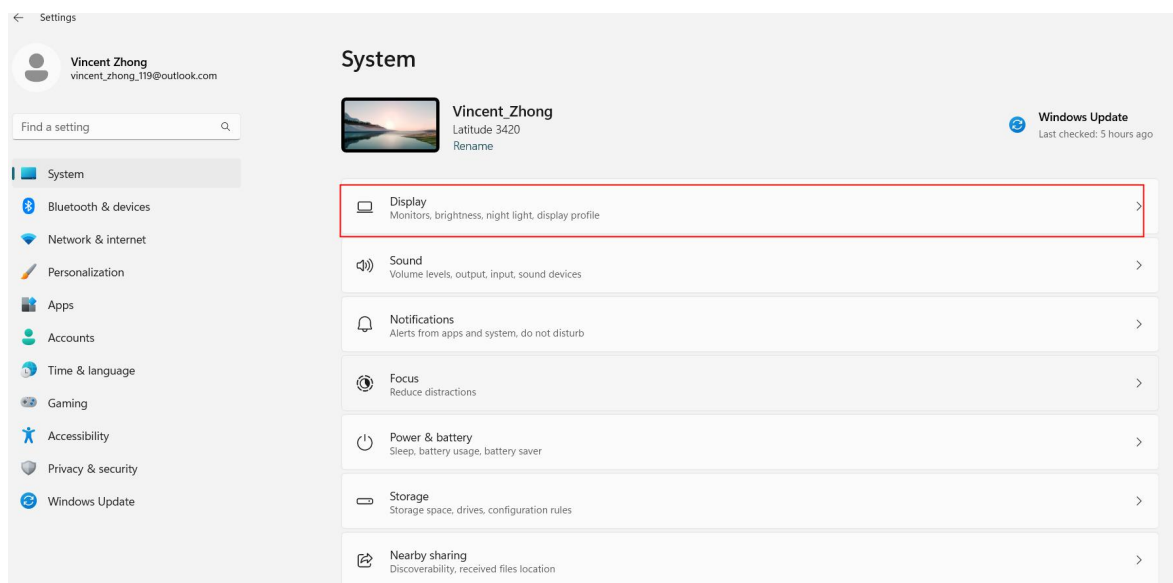 Settings
Vincent Zhong
vincent_zhong_119@outlook.com
Find a setting
System
Bluetooth & devices
Network & internet
Personalization
Apps
Accounts
Time & language
Gaming
Accessibility
Privacy & security
Windows Update
System
Vincent_Zhong
Latitude 3420
Rename
Windows Update
Last checked: 5 hours ago
Display
Monitors, brightness, night light, display profile
Sound
Volume levels, output, input, sound devices
Notifications
Alerts from apps and system, do not disturb
Focus
Reduce distractions
Power & battery
Sleep, battery usage, battery saver
Storage
Storage space, drives, configuration rules
Nearby sharing
Discoverability, received files location